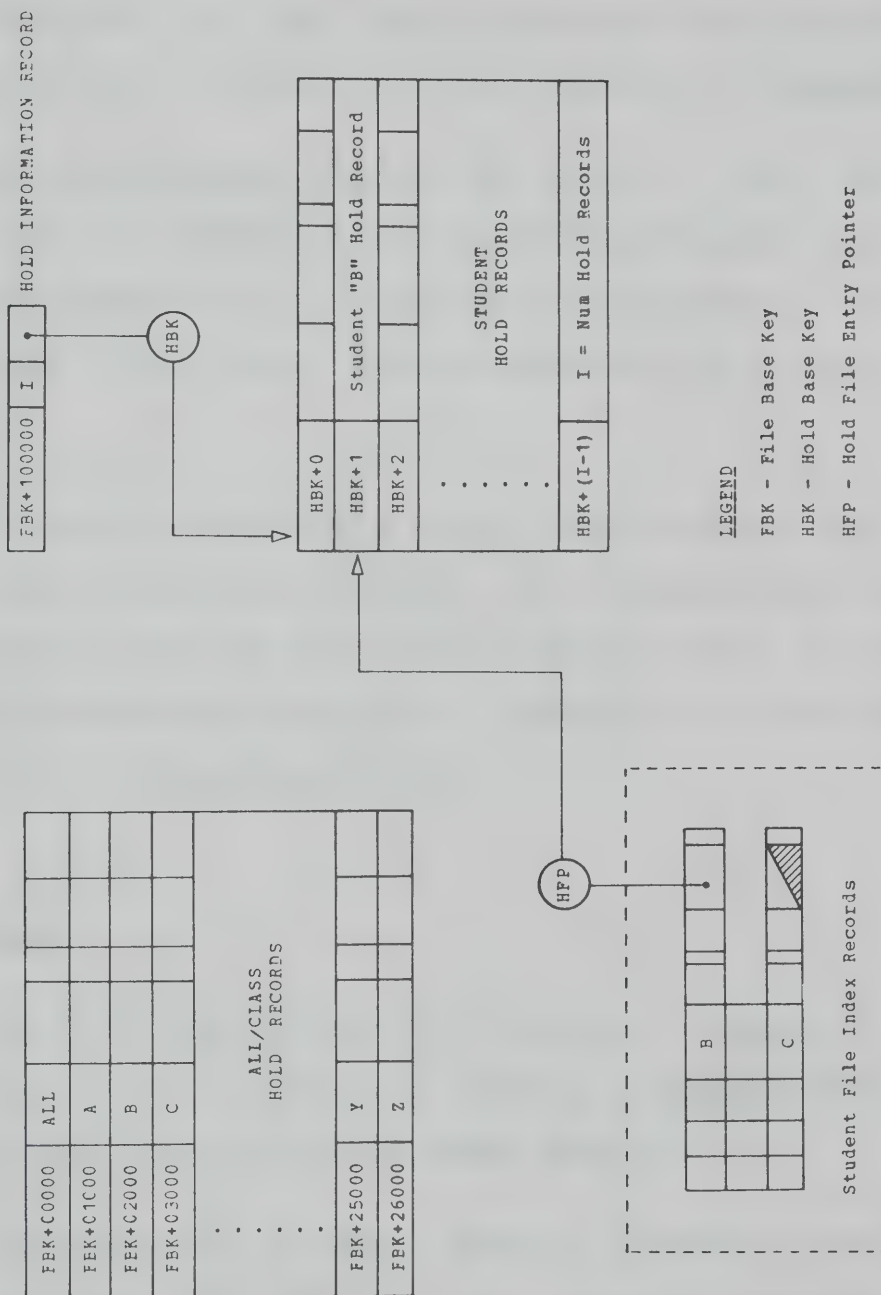 FBK+100000 I HOLD INFORMATION RECORD
HBK
HBK+0
HBK+1 Student "B" Hold Record
HBK+2
. . . . . .
STUDENT
HOLD RECORDS
HBK+(I-1) I = Num Hold Records
LEGEND
FBK - File Base Key
HBK - Hold Base Key
HFP - Hold File Entry Pointer
FBK+C0000 ALL
FBK+C1C00 A
FBK+C2000 B
FBK+C3000 C
. . . . . .
ALL/CLASS
HOLD RECORDS
FBK+25000 Y
FBK+26000 Z
HFP
B
C
Student File Index Records